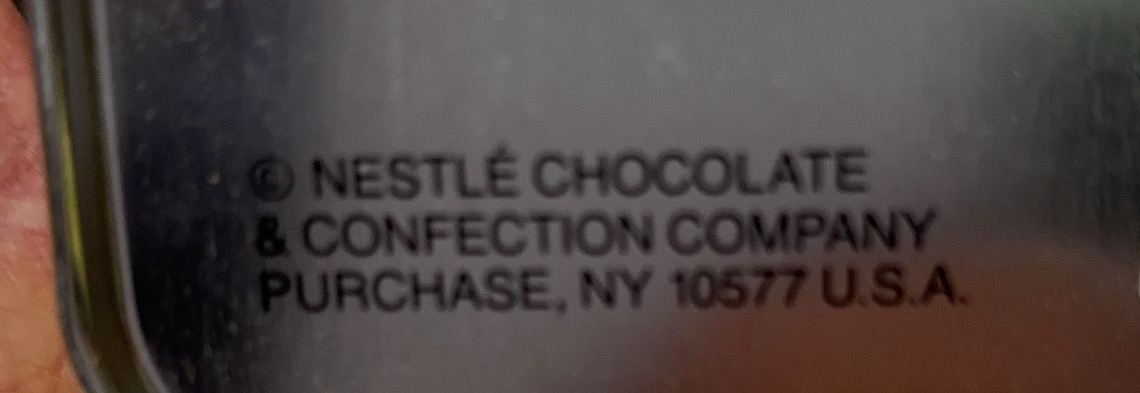 © NESTLÉ CHOCOLATE
& CONFECTION COMPANY
PURCHASE, NY 10577 U.S.A.